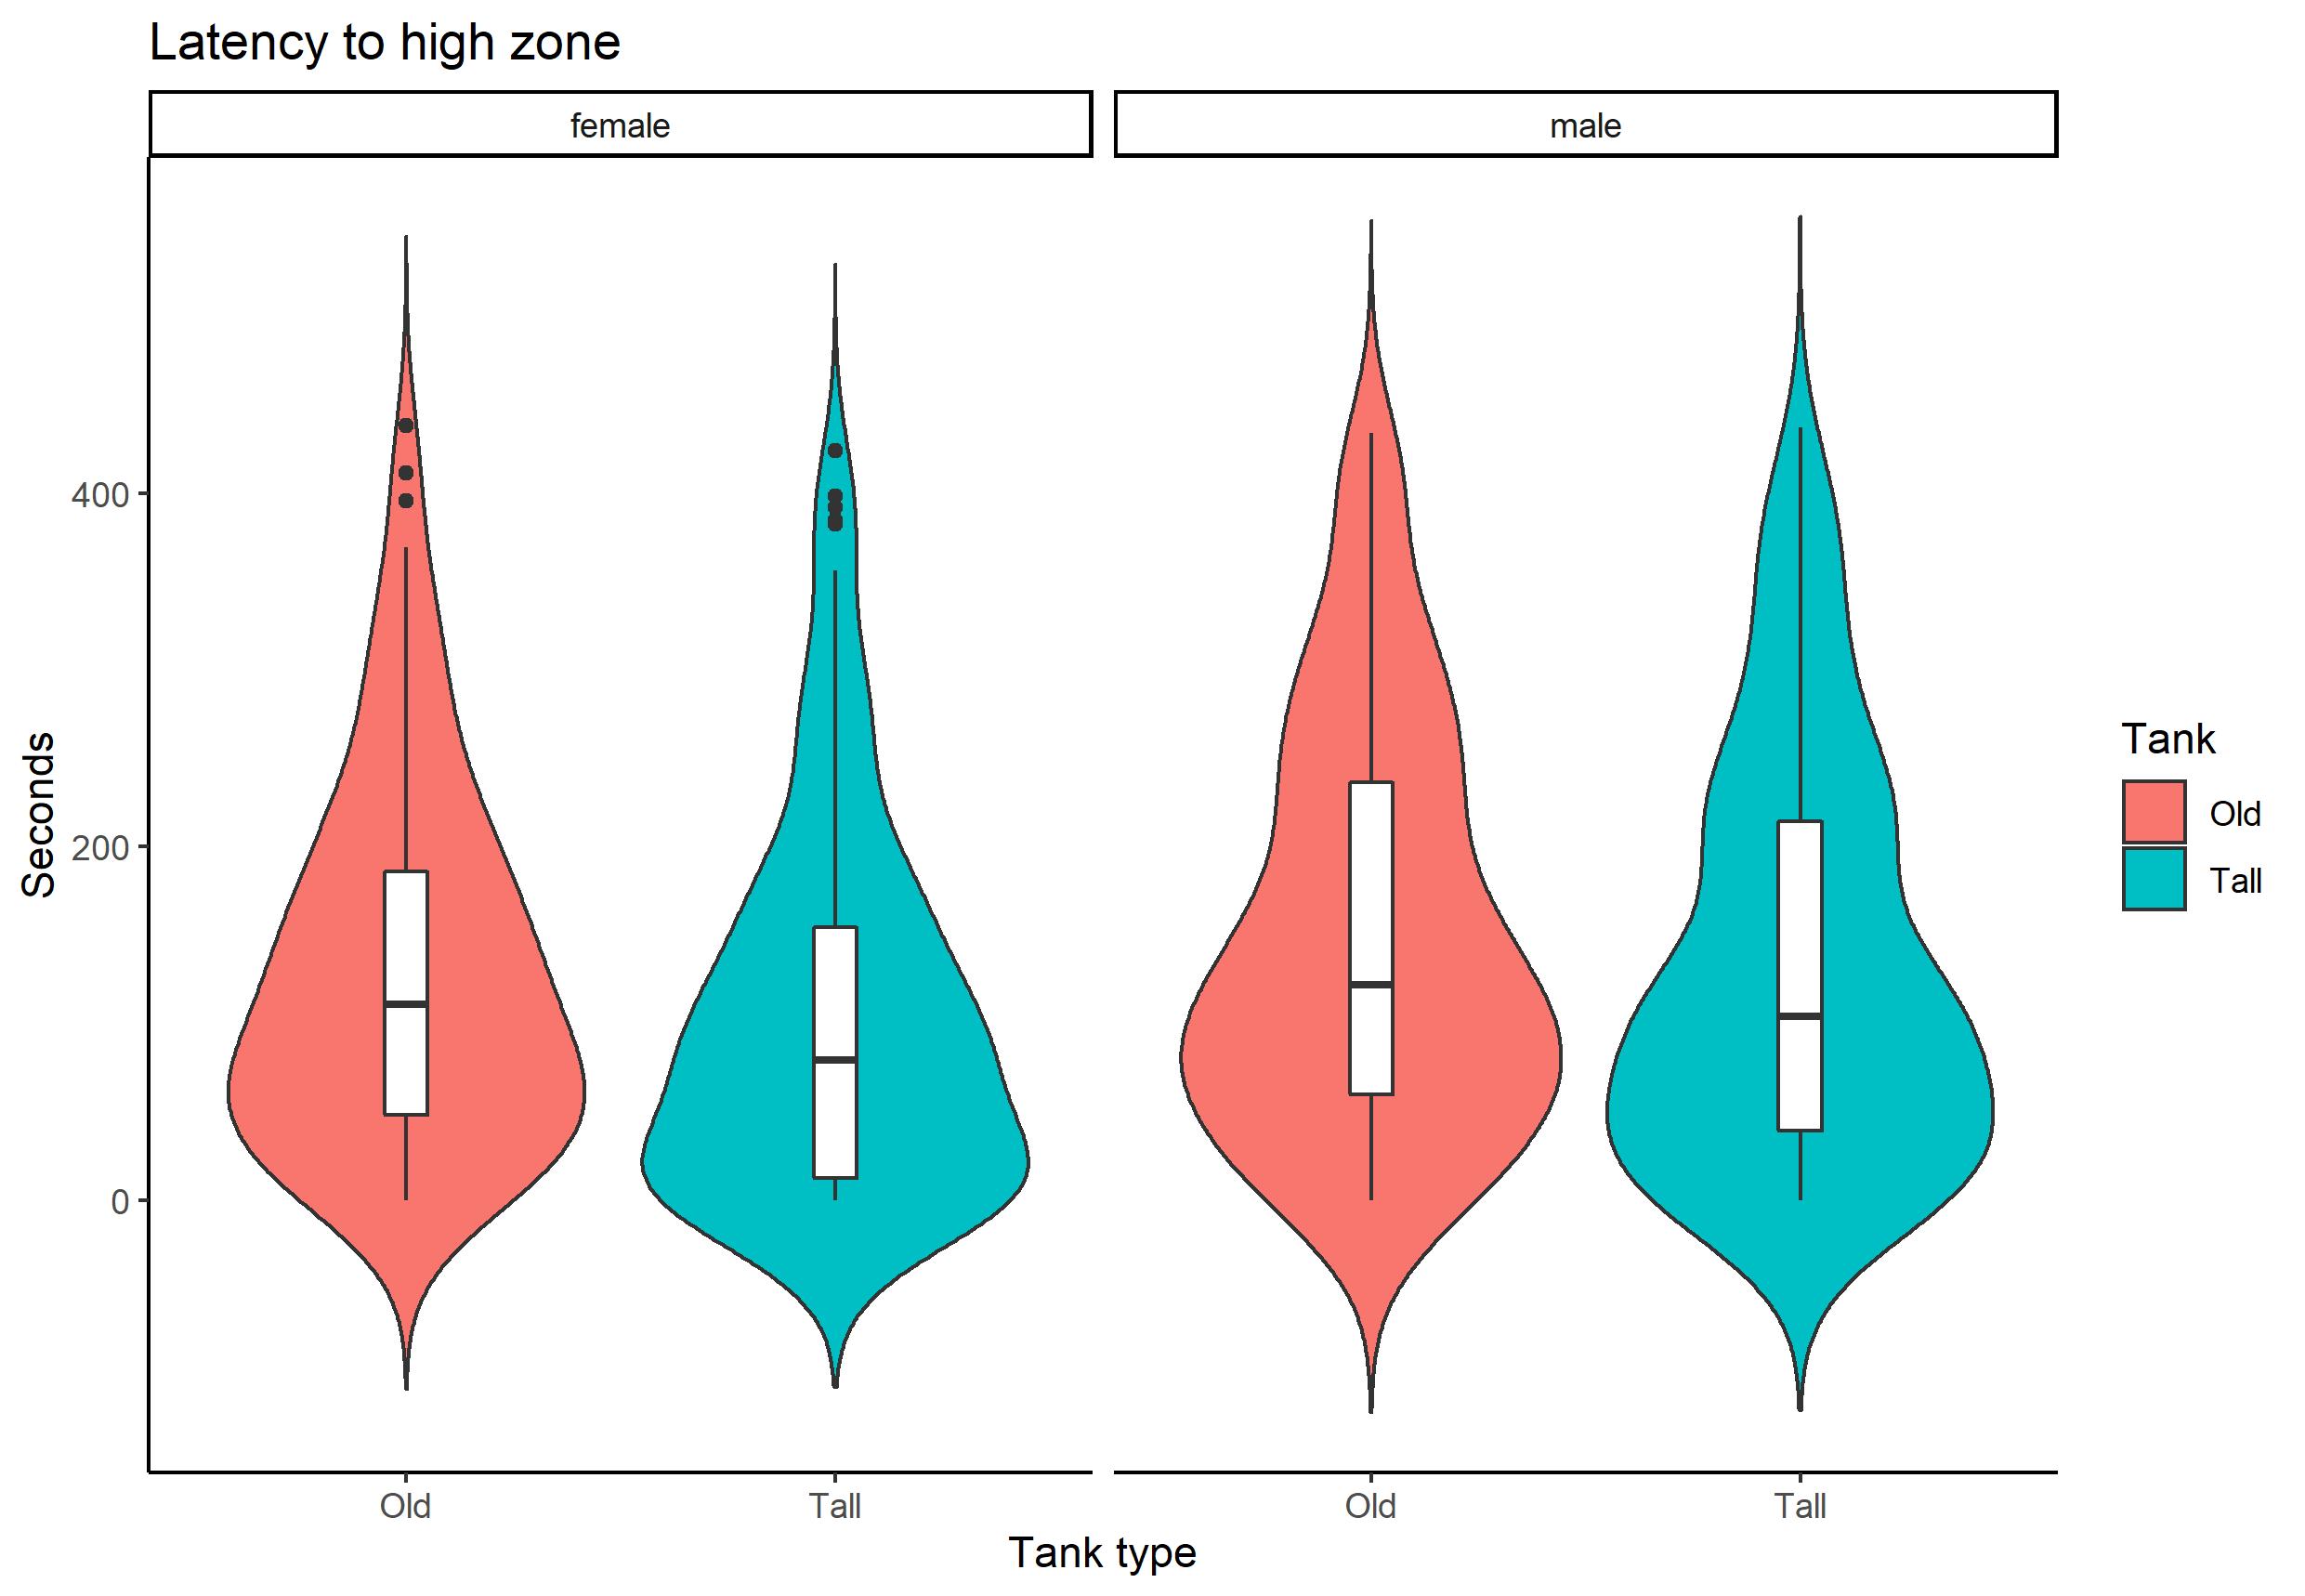 Latency to high zone
female
male
Seconds
400
200
0
Old
Tall
Old
Tall
Tank type
Tank
Old
Tall